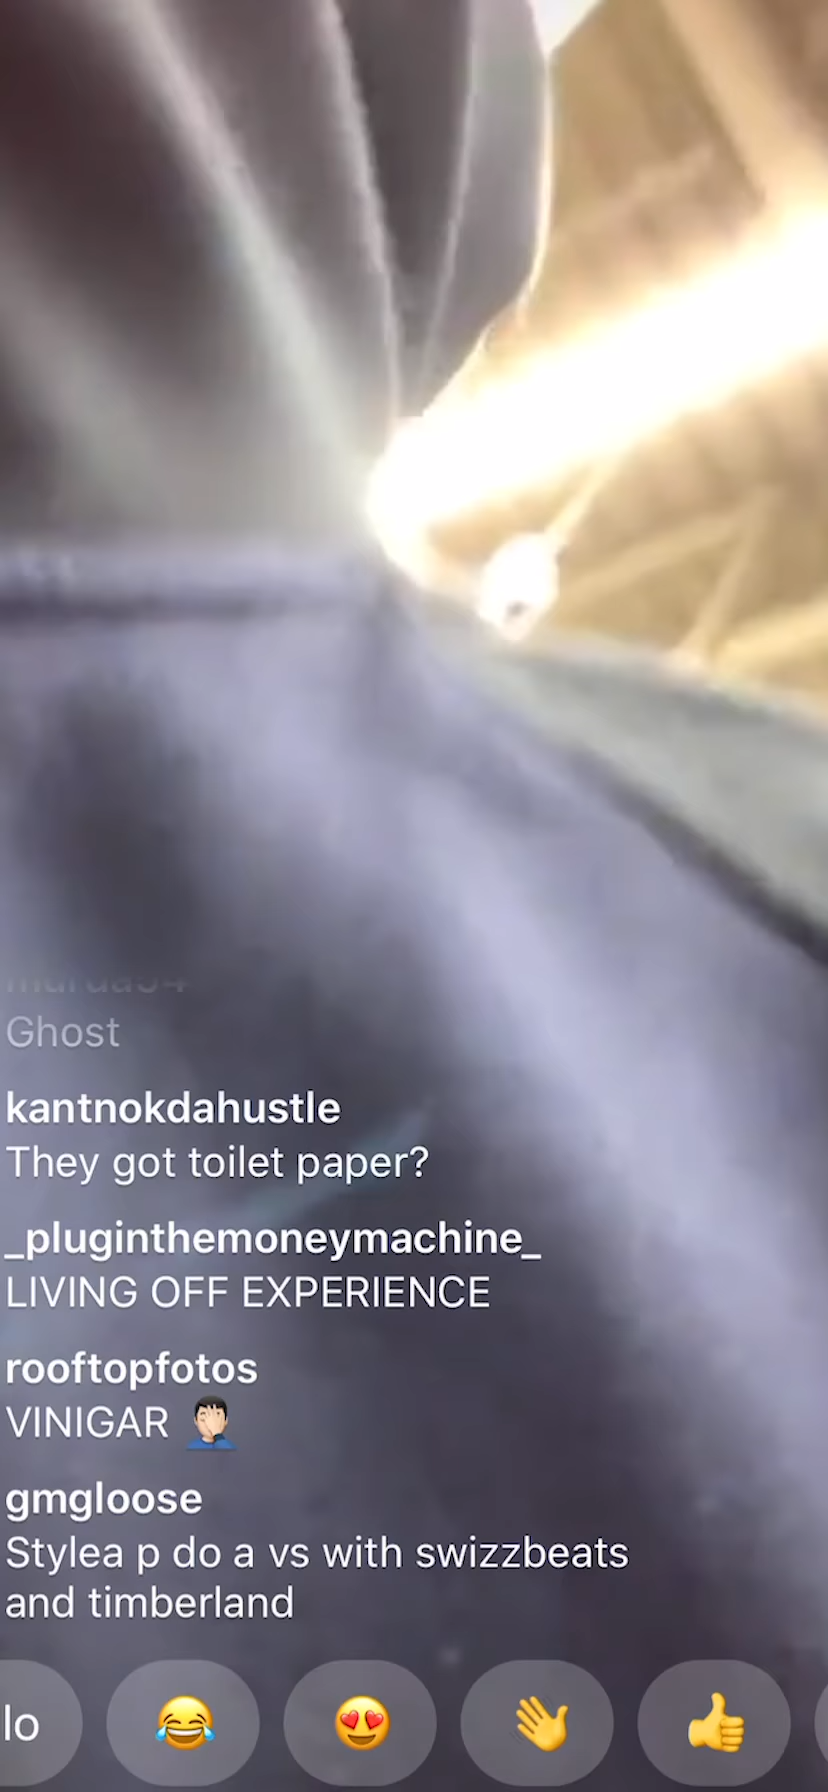 Ghost
kantnokdahustle
They got toilet paper?
_pluginthemoneymachine_
LIVING OFF EXPERIENCE
rooftopfotos
VINIGAR 🤦🏻‍♂️
gmgloose
Stylea p do a vs with swizzbeats
and timberland
lo 😂 😍 👋 👍